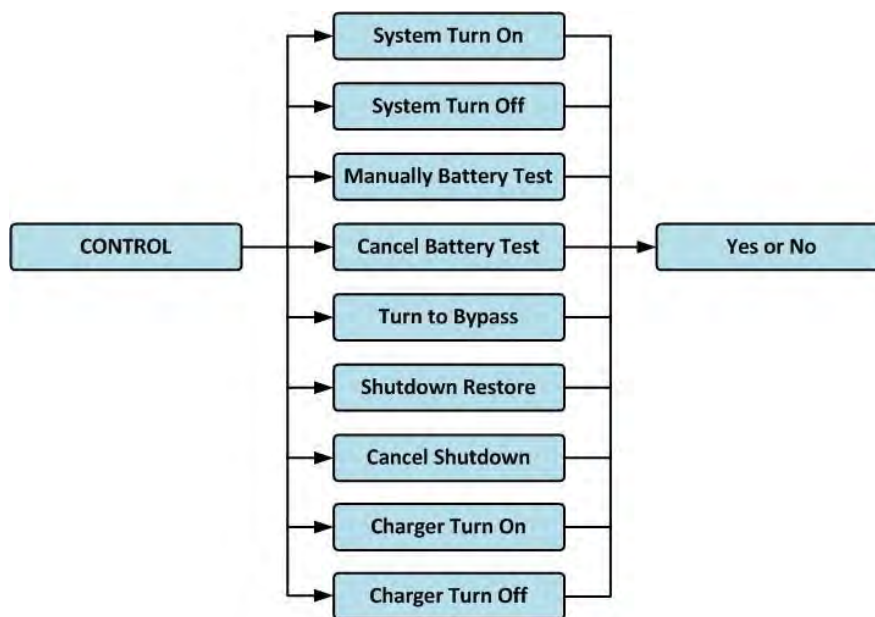 System Turn On
System Turn Off
Manually Battery Test
CONTROL
Cancel Battery Test
Yes or No
Turn to Bypass
Shutdown Restore
Cancel Shutdown
Charger Turn On
Charger Turn Off